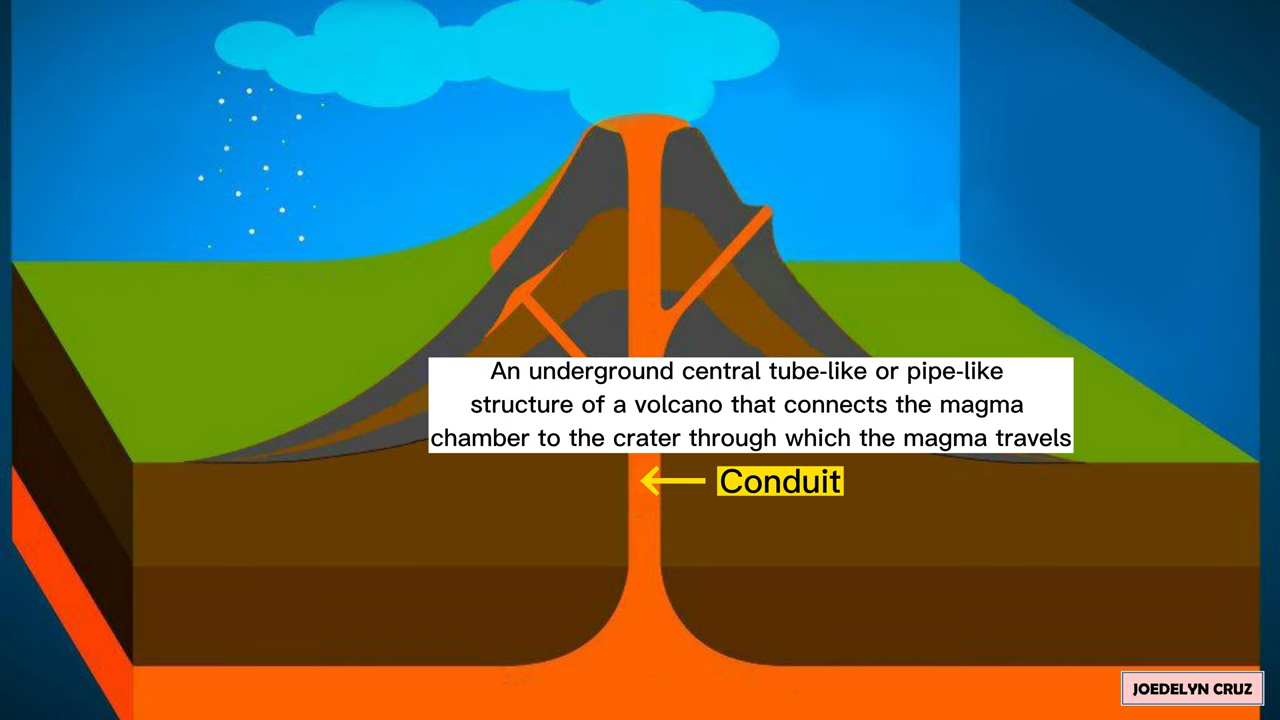 An underground central tube-like or pipe-like
structure of a volcano that connects the magma
chamber to the crater through which the magma travels
Conduit
JOEDELYN CRUZ